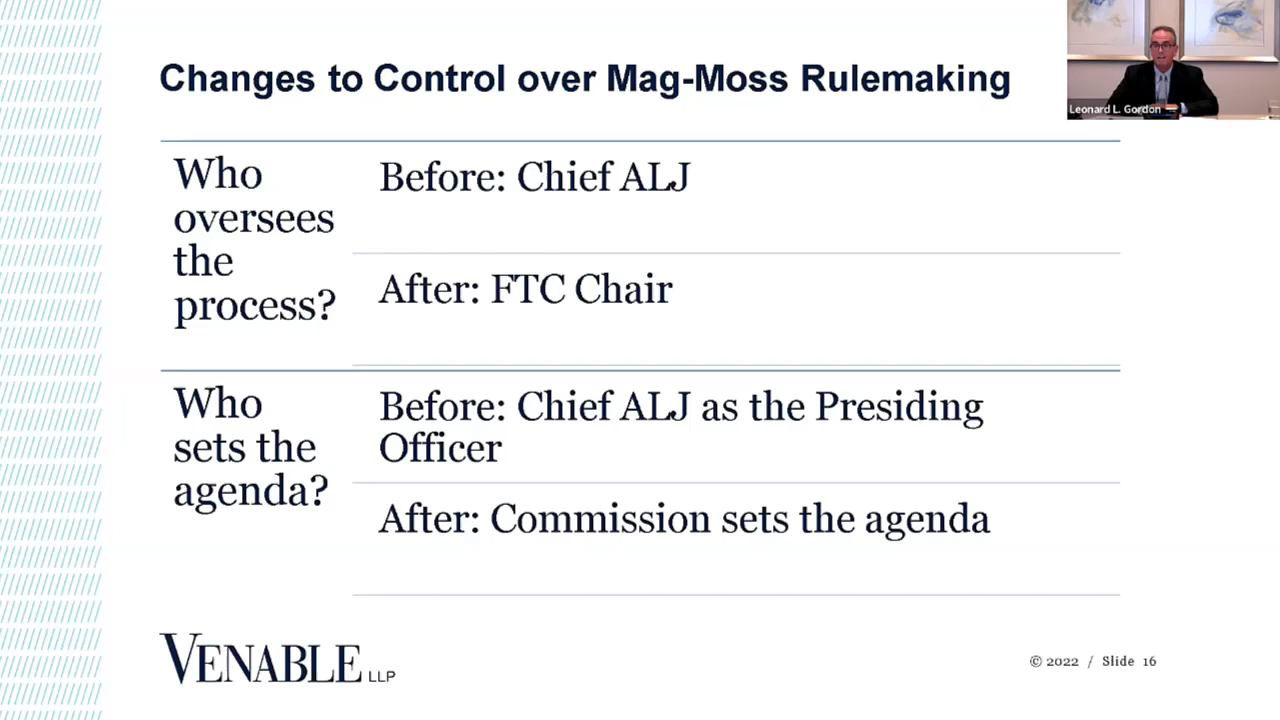 Changes to Control over Mag-Moss Rulemaking
Leonard L. Gordon
Who
oversees
the
process?
Before: Chief ALJ
After: FTC Chair
Who
sets the
agenda?
Before: Chief ALJ as the Presiding
Officer
After: Commission sets the agenda
VENABLE LLP
© 2022 / Slide 16